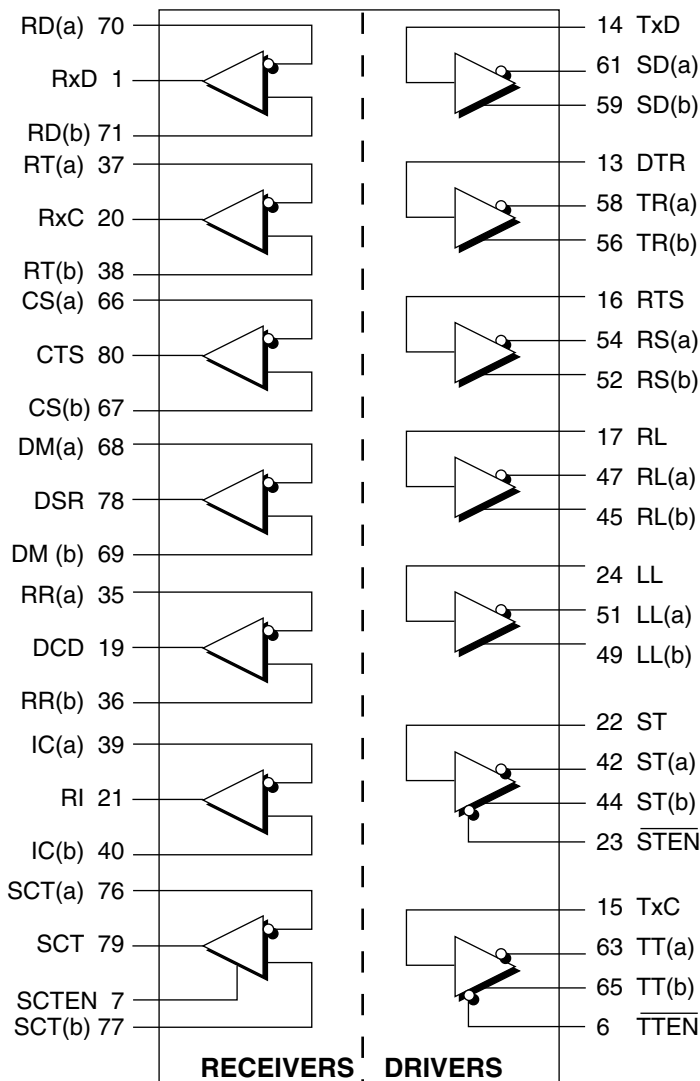 RD(a) 70
RxD 1
RD(b) 71
RT(a) 37
RxC 20
RT(b) 38
CS(a) 66
CTS 80
CS(b) 67
DM(a) 68
DSR 78
DM (b) 69
RR(a) 35
DCD 19
RR(b) 36
IC(a) 39
RI 21
IC(b) 40
SCT(a) 76
SCT 79
SCTEN 7
SCT(b) 77
RECEIVERS
14 TxD
61 SD(a)
59 SD(b)
13 DTR
58 TR(a)
56 TR(b)
16 RTS
54 RS(a)
52 RS(b)
17 RL
47 RL(a)
45 RL(b)
24 LL
51 LL(a)
49 LL(b)
22 ST
42 ST(a)
44 ST(b)
23 S̅T̅E̅N̅
15 TxC
63 TT(a)
65 TT(b)
6 T̅T̅E̅N̅
DRIVERS